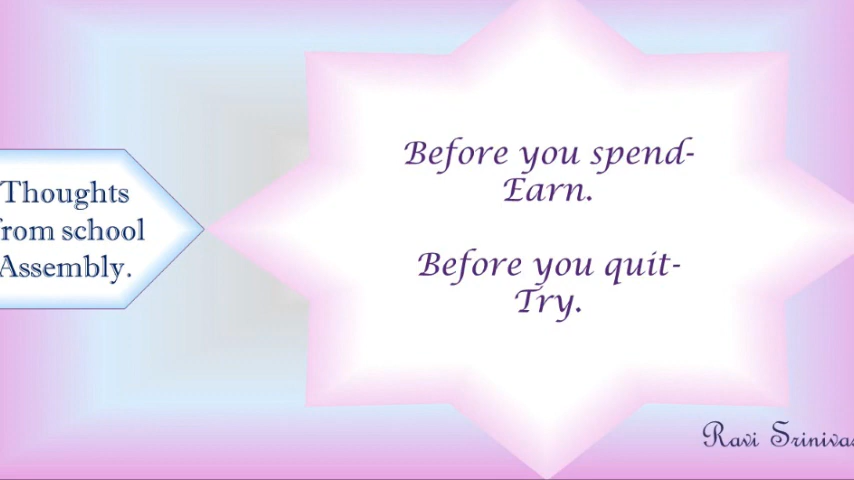 Thoughts
from school
Assembly.
Before you spend-
Earn.
Before you quit-
Try.
Ravi Srinivas